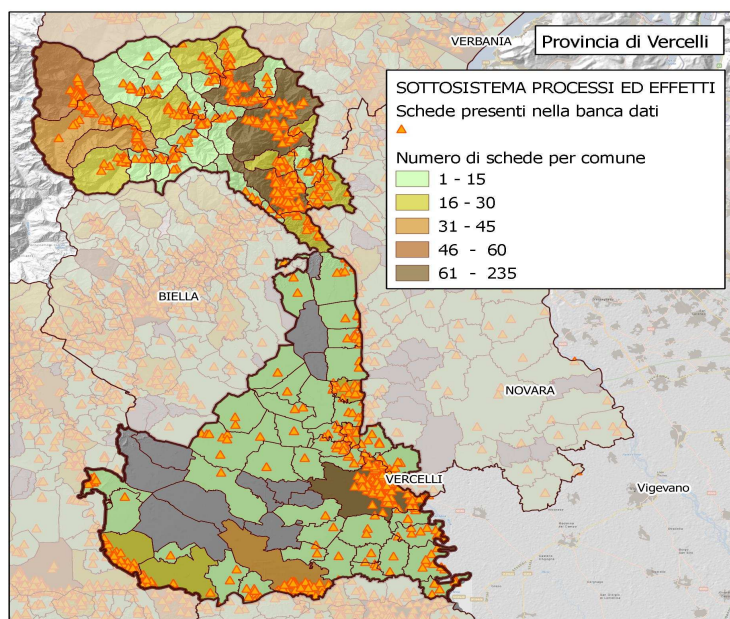 VERBANIA
Provincia di Vercelli
SOTTOSISTEMA PROCESSI ED EFFETTI
Schede presenti nella banca dati
Numero di schede per comune
1 - 15
16 - 30
31 - 45
46 - 60
61 - 235
BIELLA
NOVARA
VERCELLI
Vigevano